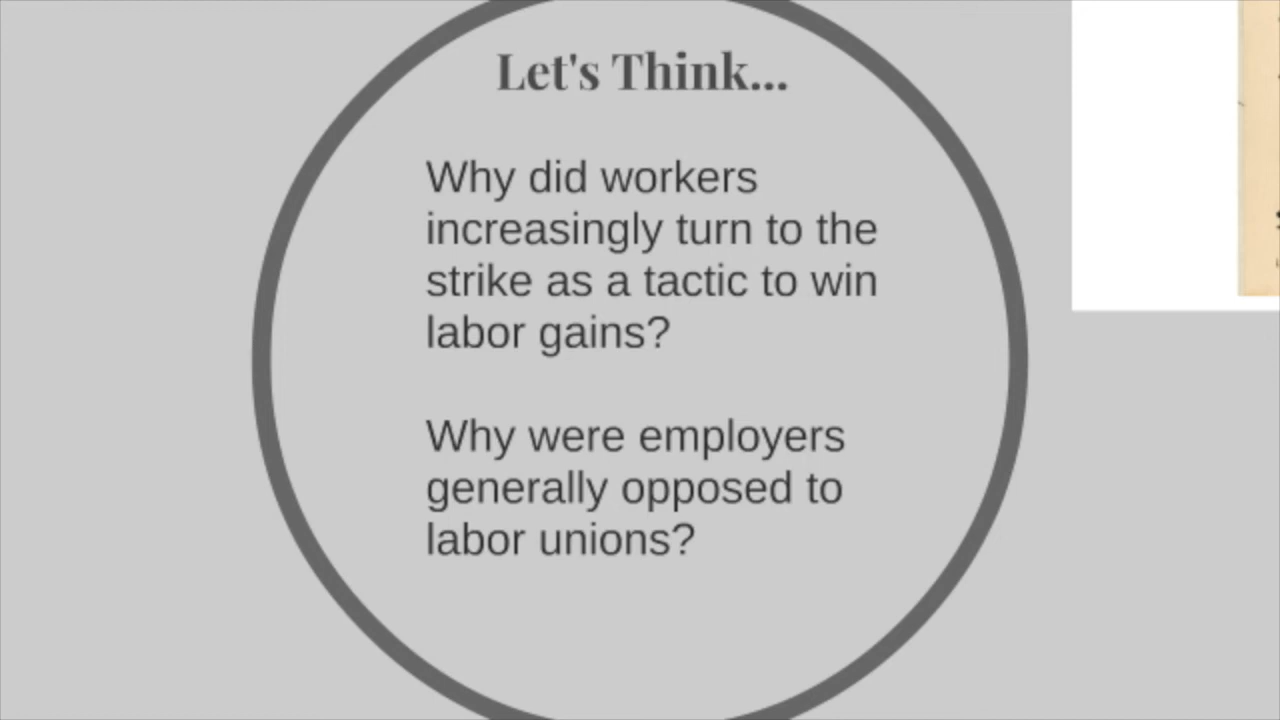 Let's Think...
Why did workers
increasingly turn to the
strike as a tactic to win
labor gains?
Why were employers
generally opposed to
labor unions?